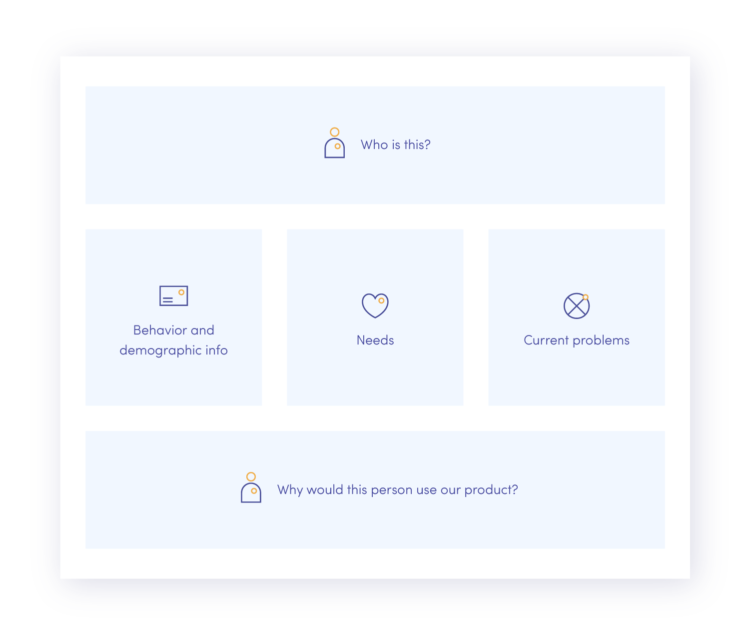 Who is this?
Behavior and
demographic info
Needs
Current problems
Why would this person use our product?